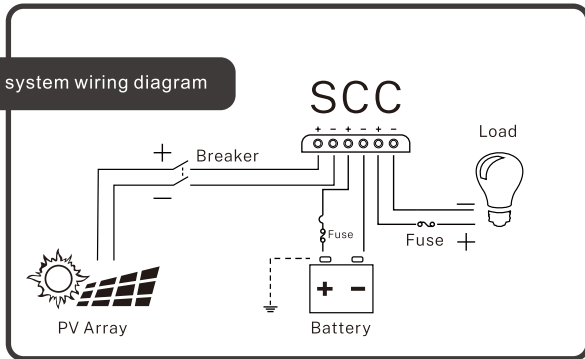 system wiring diagram
SCC
+ - + - + -
Load
+ Breaker
-
Fuse
-
Fuse +
+ -
PV Array
Battery